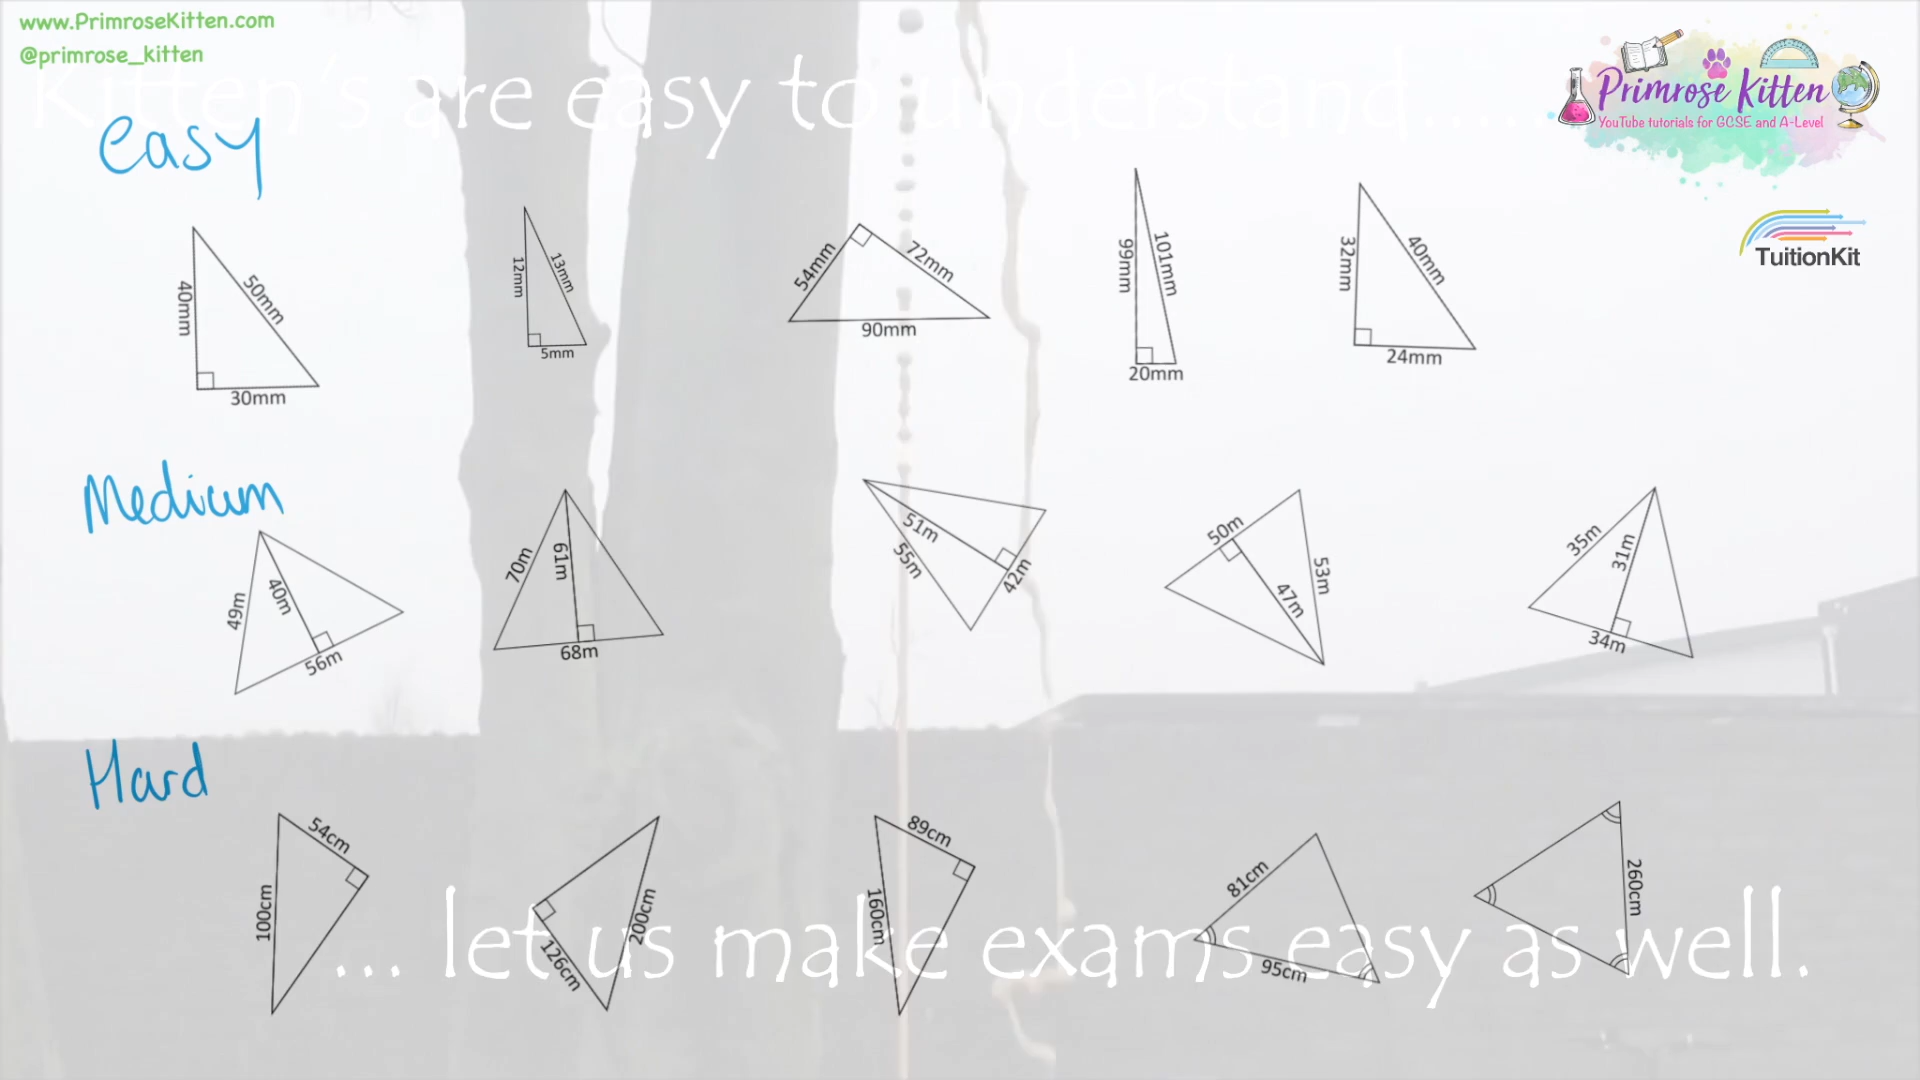 www.PrimroseKitten.com
@primrose_kitten
Kitten's are easy to understand......
Primrose Kitten
YouTube tutorials for GCSE and A-Level
TuitionKit
easy
40mm
50mm
30mm
12mm
13mm
5mm
54mm
72mm
90mm
99mm
101mm
20mm
32mm
40mm
24mm
Medium
49m
40m
56m
70m
61m
68m
51m
55m
42m
50m
53m
47m
35m
31m
34m
Hard
54cm
100cm
126cm
200cm
89cm
160cm
81cm
95cm
260cm
... let us make exams easy as well.